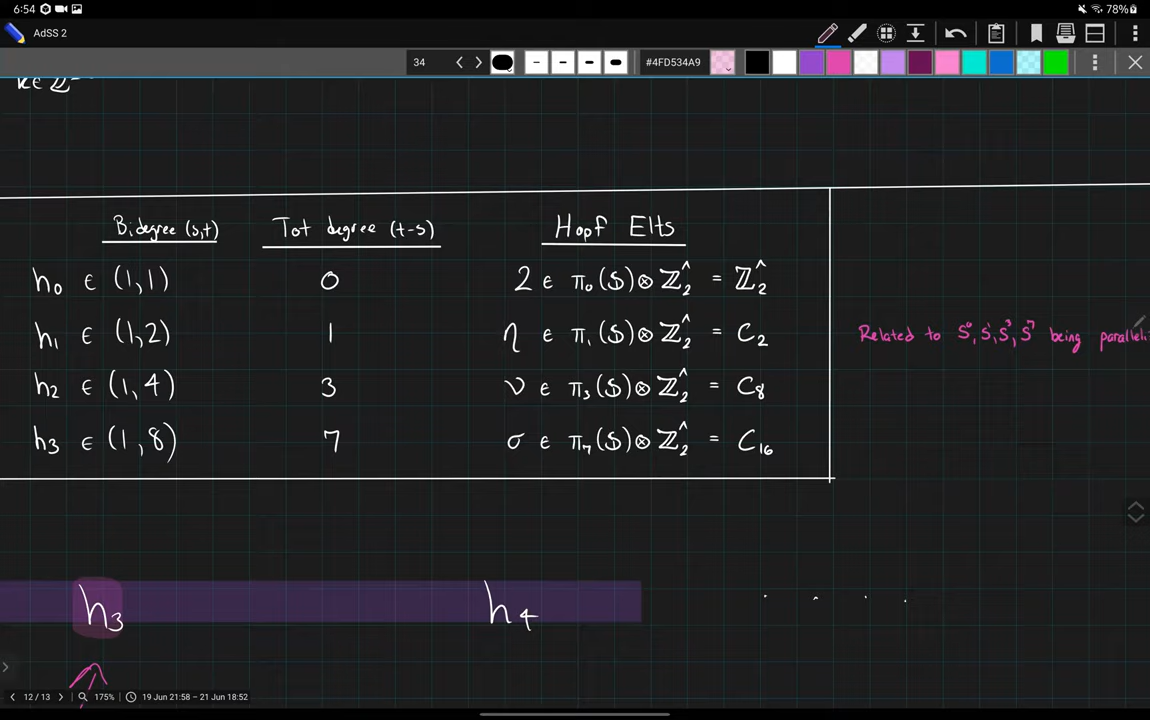 6:54 78%
AdSS 2
34 #4FD534A9
k ∈ ℤ
Bidegree (s,t) Tot degree (t-s) Hopf Elts
h₀ ∈ (1,1) 0 2 ∈ π₀(𝕊)⊗ℤ₂^ = ℤ₂^
h₁ ∈ (1,2) 1 η ∈ π₁(𝕊)⊗ℤ₂^ = C₂
Related to S⁰, S¹, S³, S⁷ being paralleli
h₂ ∈ (1,4) 3 ν ∈ π₃(𝕊)⊗ℤ₂^ = C₈
h₃ ∈ (1,8) 7 σ ∈ π₇(𝕊)⊗ℤ₂^ = C₁₆
h₃ h₄ . . . .
12 / 13 175% 19 Jun 21:58 - 21 Jun 18:52